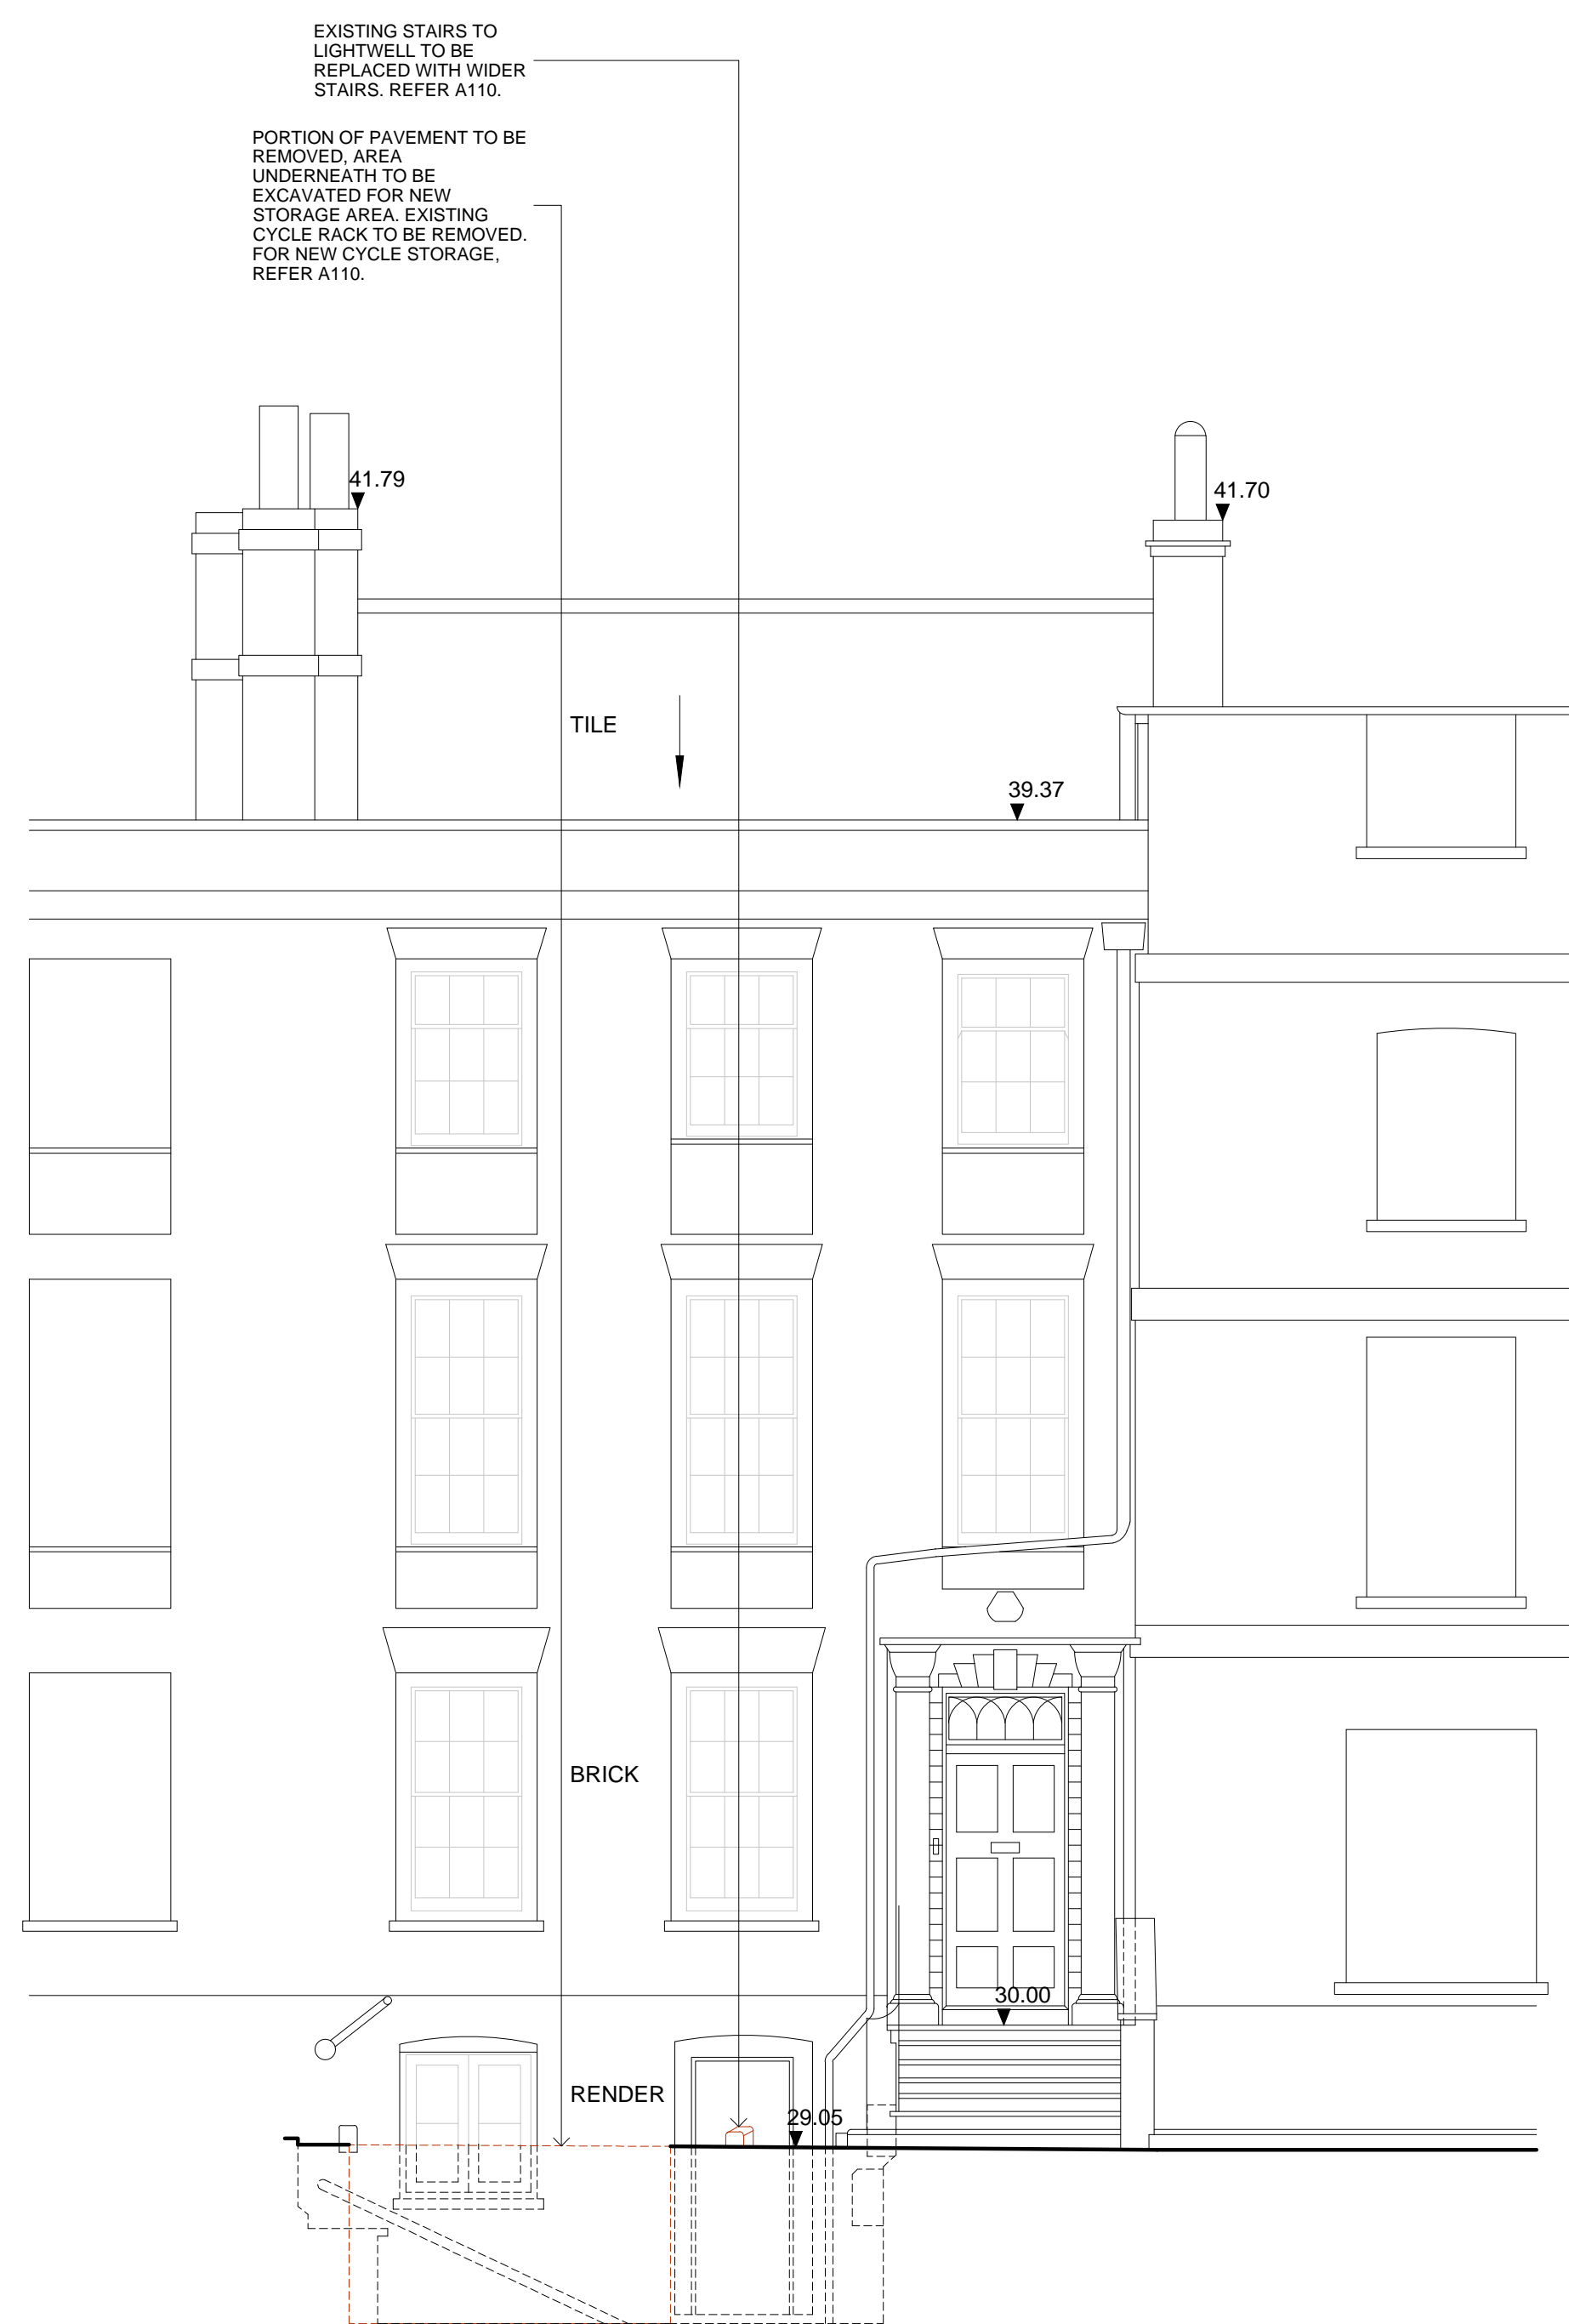 EXISTING STAIRS TO
LIGHTWELL TO BE
REPLACED WITH WIDER
STAIRS. REFER A110.
PORTION OF PAVEMENT TO BE
REMOVED, AREA
UNDERNEATH TO BE
EXCAVATED FOR NEW
STORAGE AREA. EXISTING
CYCLE RACK TO BE REMOVED.
FOR NEW CYCLE STORAGE,
REFER A110.
41.79
41.70
TILE
39.37
BRICK
30.00
RENDER
29.05